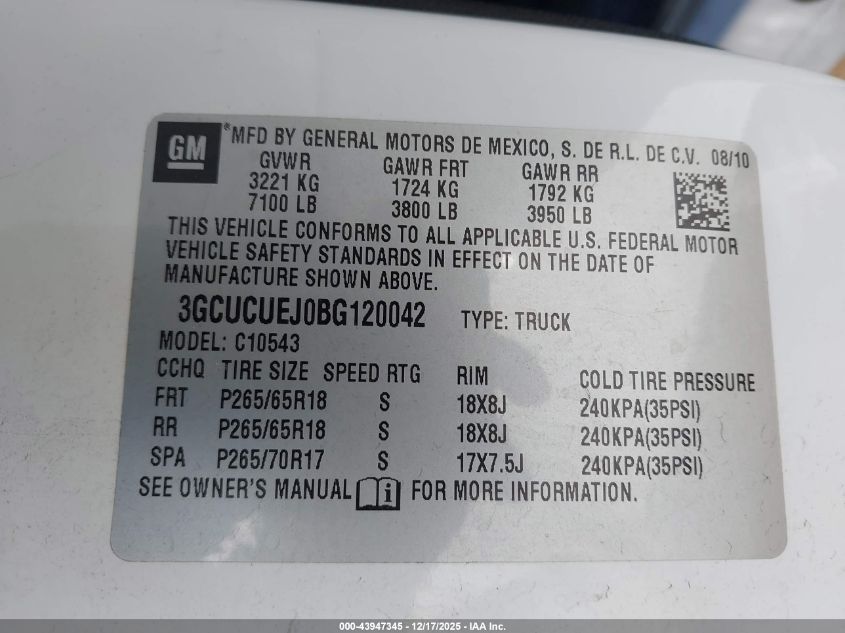 GM
*MFD BY GENERAL MOTORS DE MEXICO, S. DE R.L. DE C.V. 08/10
GVWR GAWR FRT GAWR RR
3221 KG 1724 KG 1792 KG
7100 LB 3800 LB 3950 LB
THIS VEHICLE CONFORMS TO ALL APPLICABLE U.S. FEDERAL MOTOR
VEHICLE SAFETY STANDARDS IN EFFECT ON THE DATE OF
MANUFACTURE SHOWN ABOVE.
3GCUCUEJ0BG120042 TYPE: TRUCK
MODEL: C10543
CCHQ TIRE SIZE SPEED RTG RIM COLD TIRE PRESSURE
FRT P265/65R18 S 18X8J 240KPA(35PSI)
RR P265/65R18 S 18X8J 240KPA(35PSI)
SPA P265/70R17 S 17X7.5J 240KPA(35PSI)
SEE OWNER'S MANUAL i FOR MORE INFORMATION.
000-43947345 - 12/17/2025 - IAA Inc.